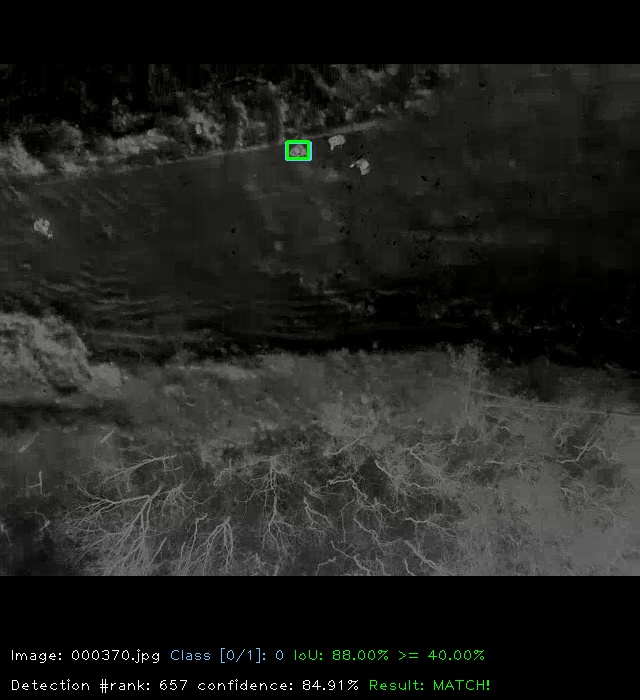 Image: 000370.jpg Class [0/1]: 0 IoU: 88.00% >= 40.00%
Detection #rank: 657 confidence: 84.91% Result: MATCH!